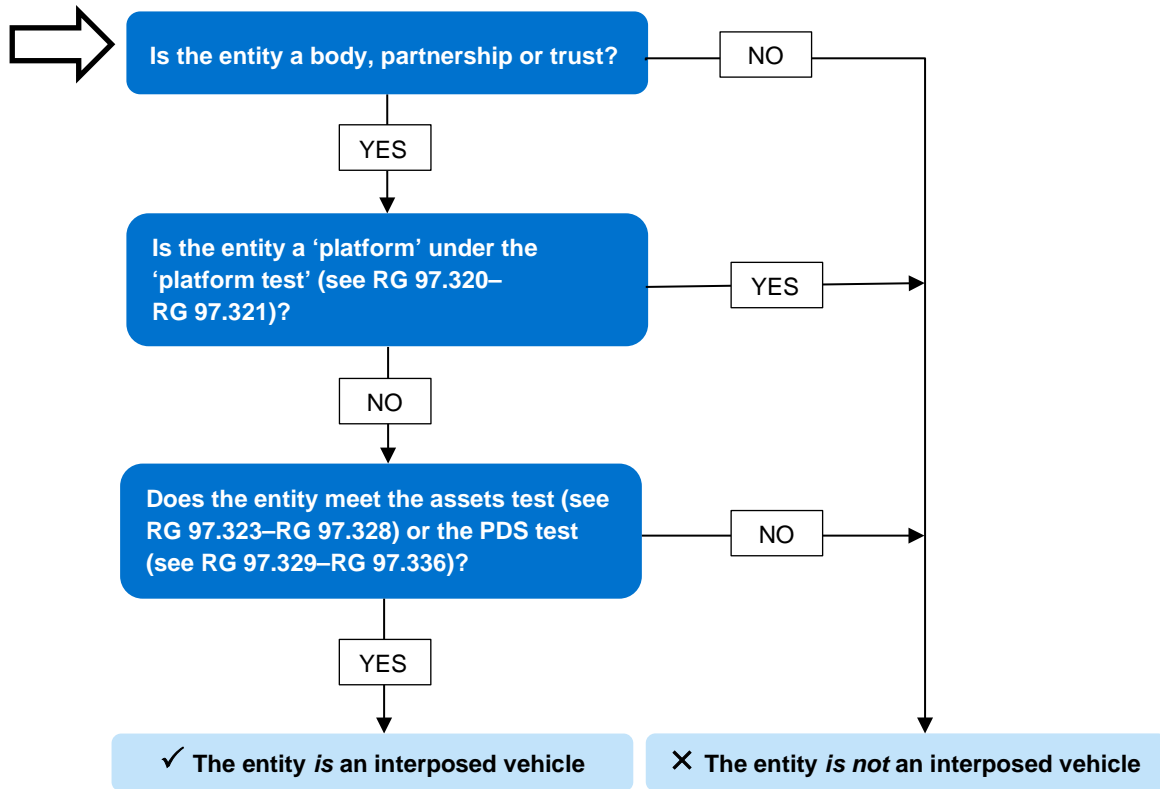 Is the entity a body, partnership or trust?
NO
YES
Is the entity a ‘platform’ under the
‘platform test’ (see RG 97.320–
RG 97.321)?
YES
NO
Does the entity meet the assets test (see
RG 97.323–RG 97.328) or the PDS test
(see RG 97.329–RG 97.336)?
NO
YES
✓ The entity is an interposed vehicle
✕ The entity is not an interposed vehicle